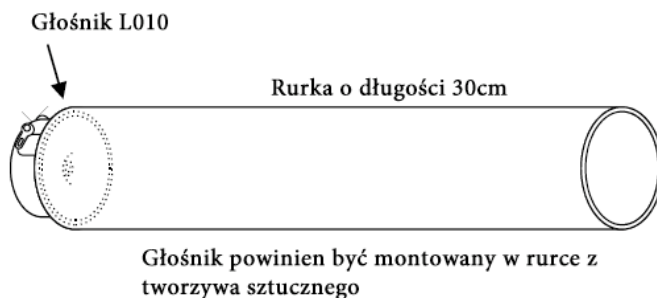 Głośnik L010
Rurka o długości 30cm
Głośnik powinien być montowany w rurce z
tworzywa sztucznego